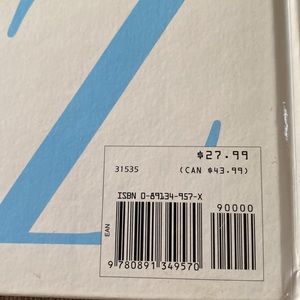 Z
$27.99
31535 (CAN $43.99)
ISBN 0-89134-957-X
90000
EAN
9 780891 349570